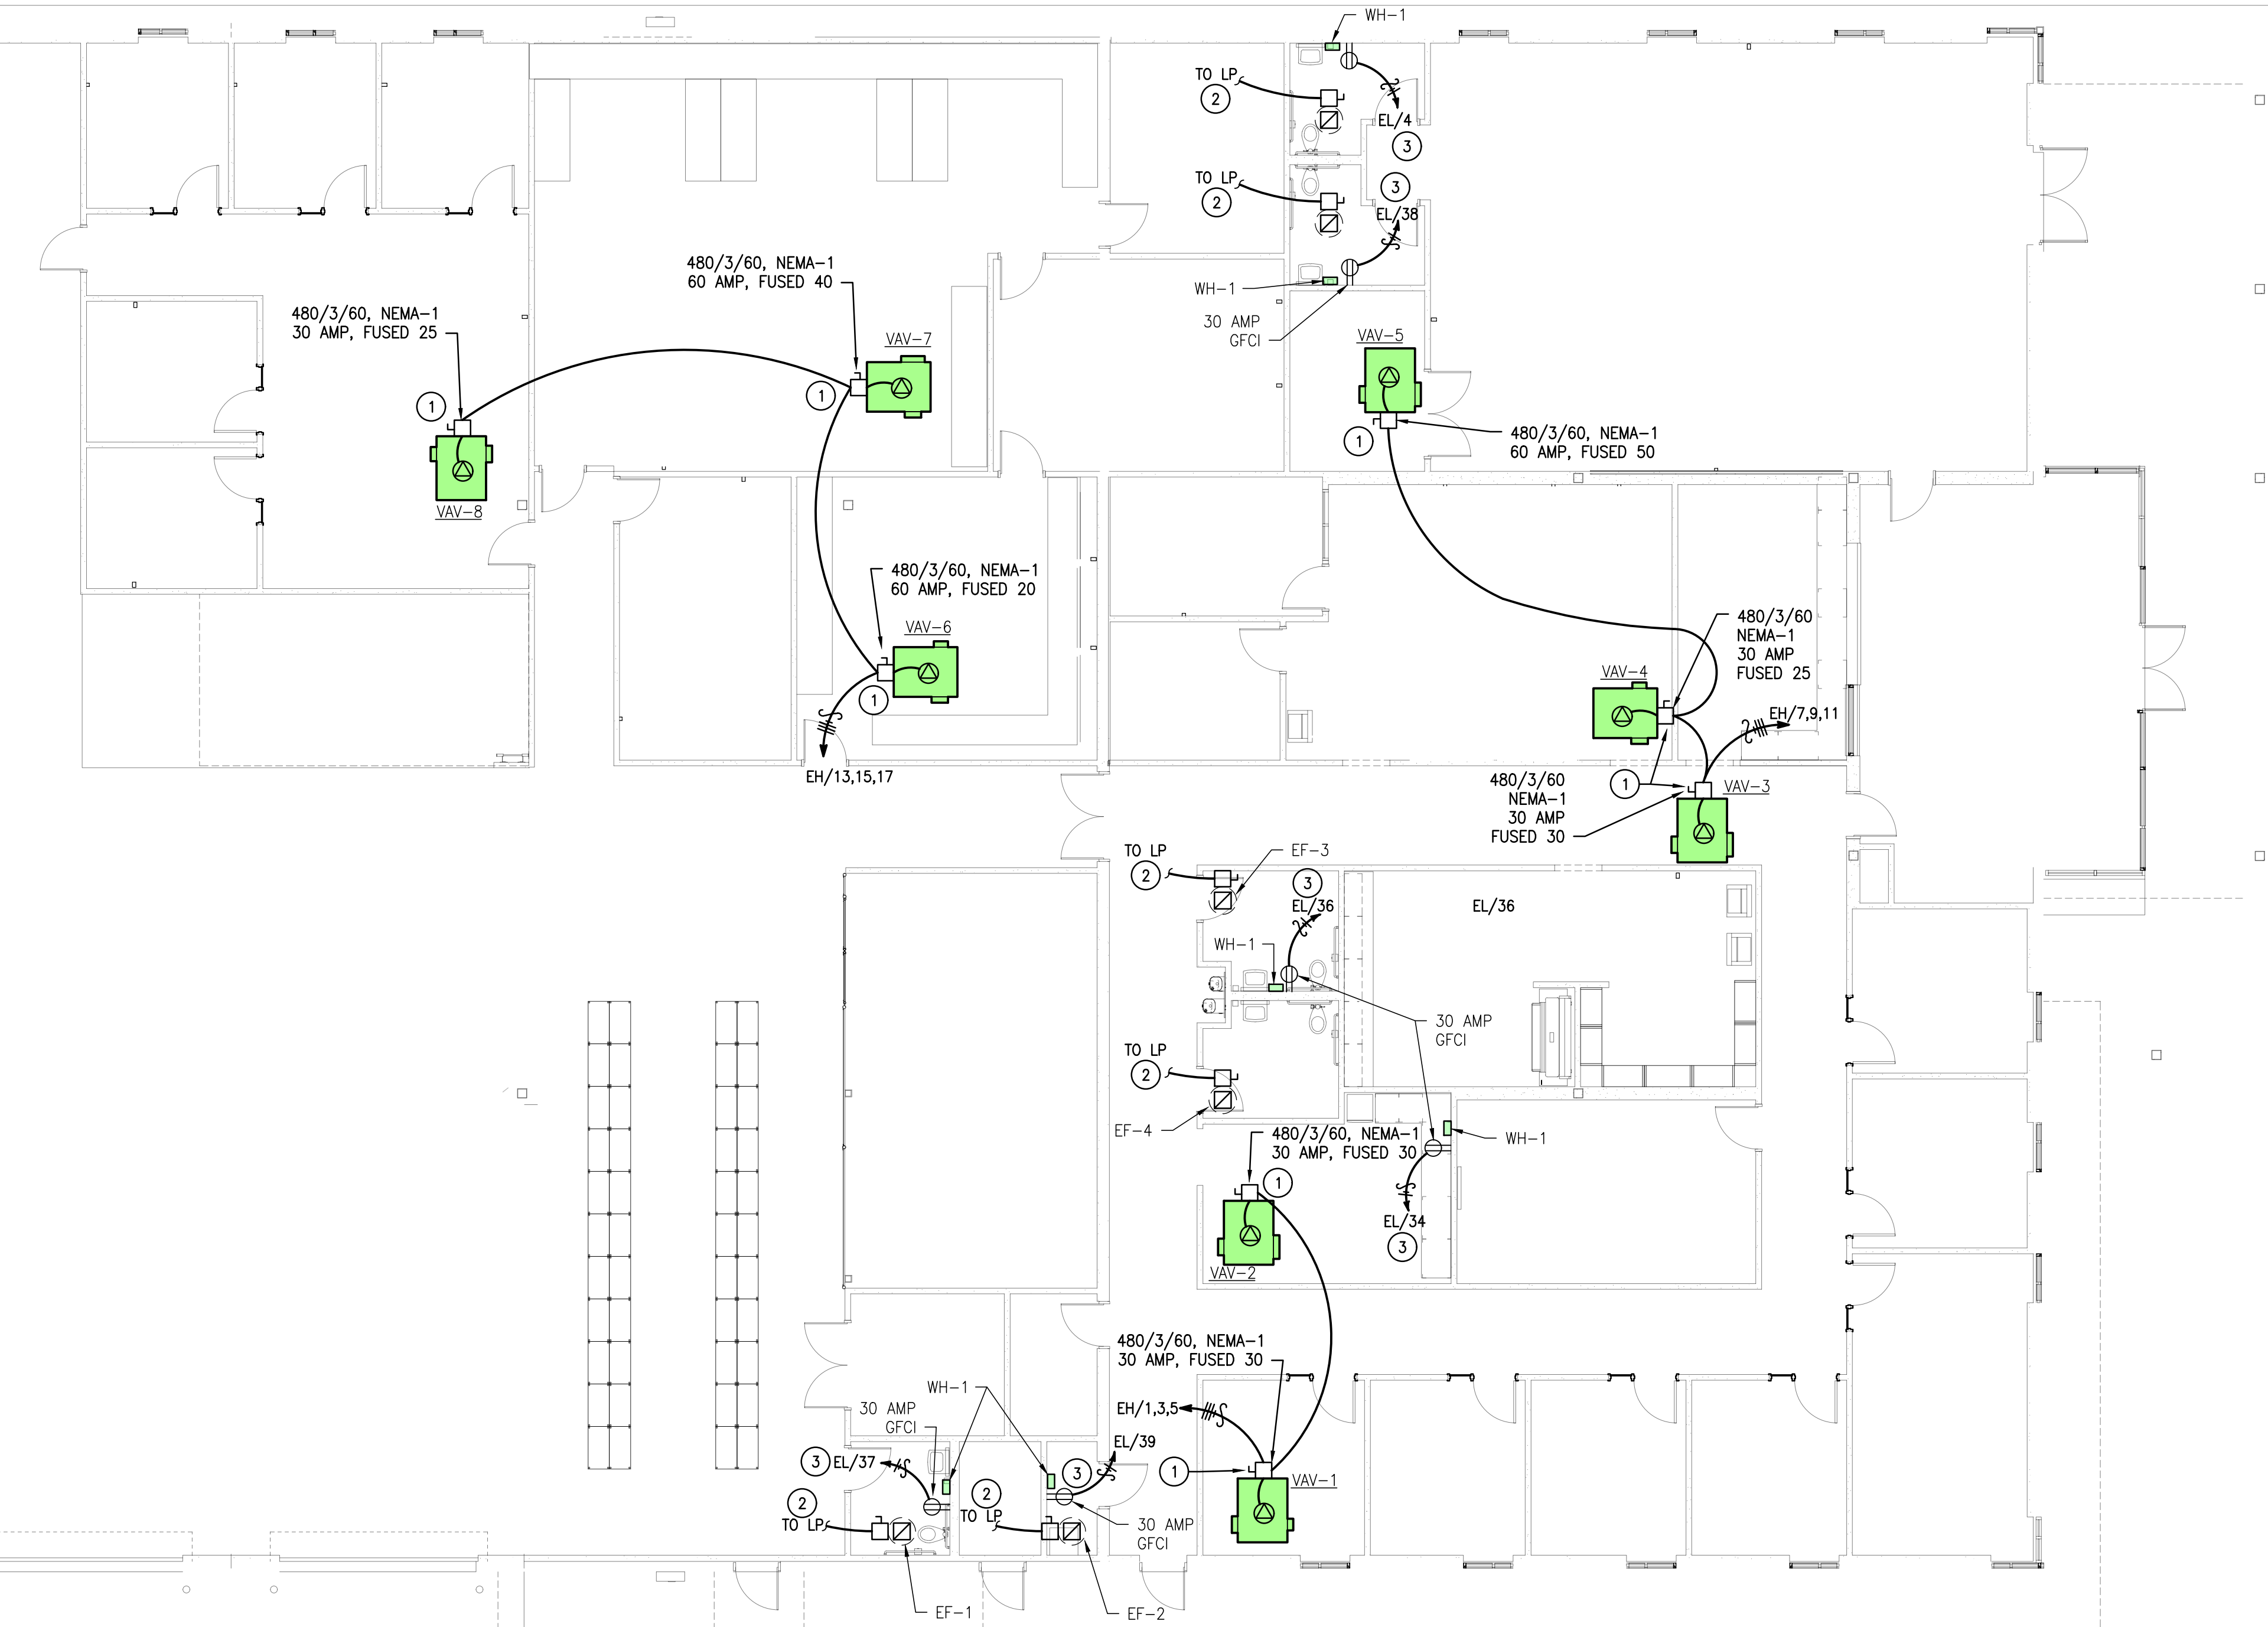 WH-1
TO LP
2
EL/4
3
TO LP
2
3
EL/38
WH-1
30 AMP
GFCI
480/3/60, NEMA-1
60 AMP, FUSED 40
480/3/60, NEMA-1
30 AMP, FUSED 25
VAV-7
1
1
VAV-8
VAV-5
1
480/3/60, NEMA-1
60 AMP, FUSED 50
480/3/60, NEMA-1
60 AMP, FUSED 20
VAV-6
1
EH/13,15,17
480/3/60
NEMA-1
30 AMP
FUSED 25
VAV-4
EH/7,9,11
480/3/60
NEMA-1
30 AMP
FUSED 30
1
VAV-3
TO LP
2
EF-3
3
EL/36
EL/36
WH-1
30 AMP
GFCI
TO LP
2
EF-4
480/3/60, NEMA-1
30 AMP, FUSED 30
1
WH-1
EL/34
3
VAV-2
480/3/60, NEMA-1
30 AMP, FUSED 30
WH-1
30 AMP
GFCI
EH/1,3,5
EL/39
3
EL/37
3
1
VAV-1
2
TO LP
2
TO LP
30 AMP
GFCI
EF-1
EF-2